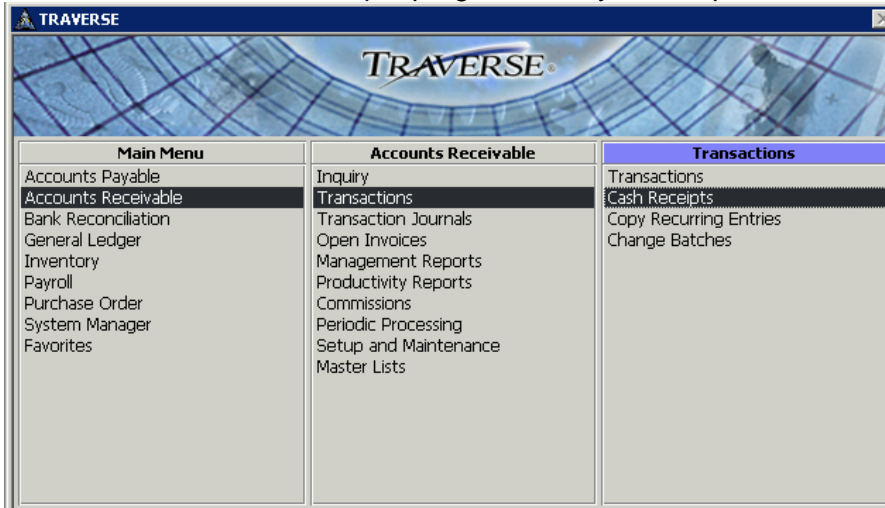 TRAVERSE
TRAVERSE
Main Menu
Accounts Payable
Accounts Receivable
Bank Reconciliation
General Ledger
Inventory
Payroll
Purchase Order
System Manager
Favorites
Accounts Receivable
Inquiry
Transactions
Transaction Journals
Open Invoices
Management Reports
Productivity Reports
Commissions
Periodic Processing
Setup and Maintenance
Master Lists
Transactions
Transactions
Cash Receipts
Copy Recurring Entries
Change Batches